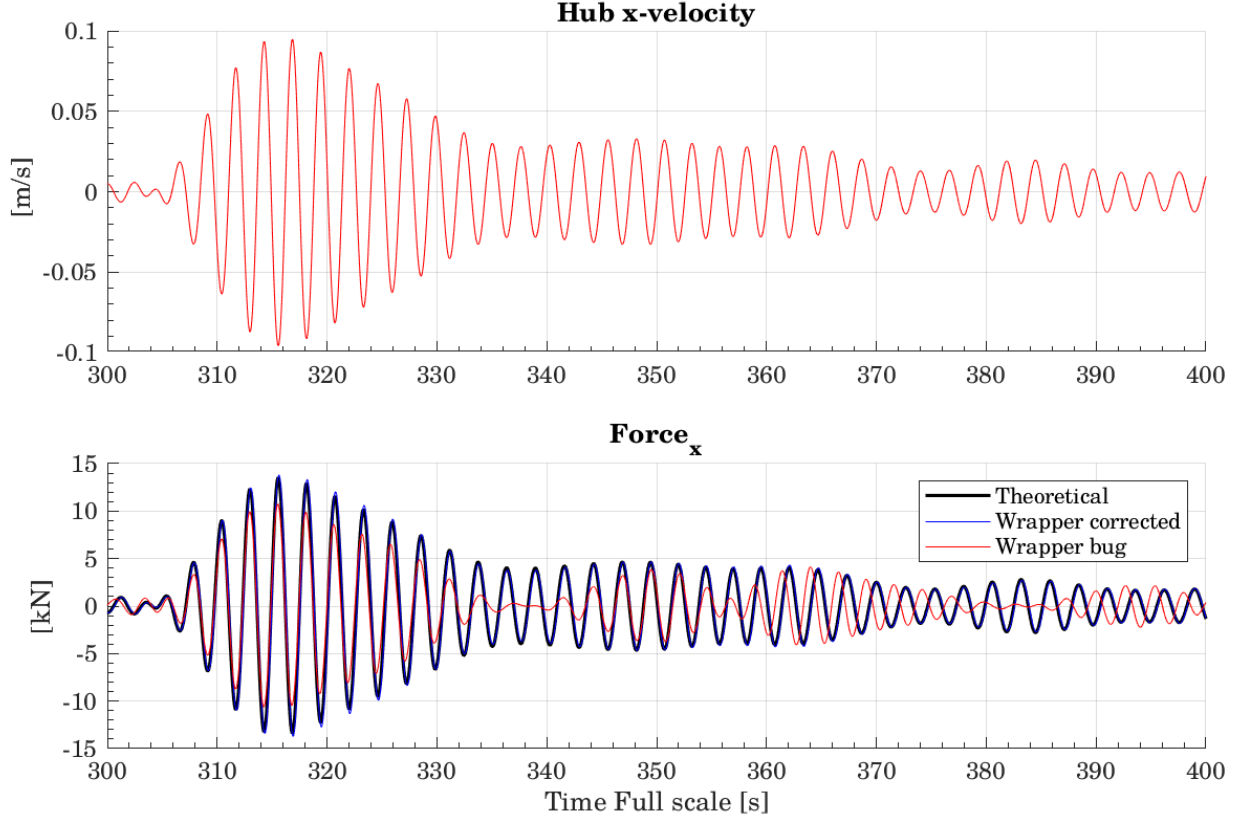 Hub x-velocity
[m/s]
0.1
0.05
0
-0.05
-0.1
300 310 320 330 340 350 360 370 380 390 400
Force_x
[kN]
15
10
5
0
-5
-10
-15
Theoretical
Wrapper corrected
Wrapper bug
300 310 320 330 340 350 360 370 380 390 400
Time Full scale [s]